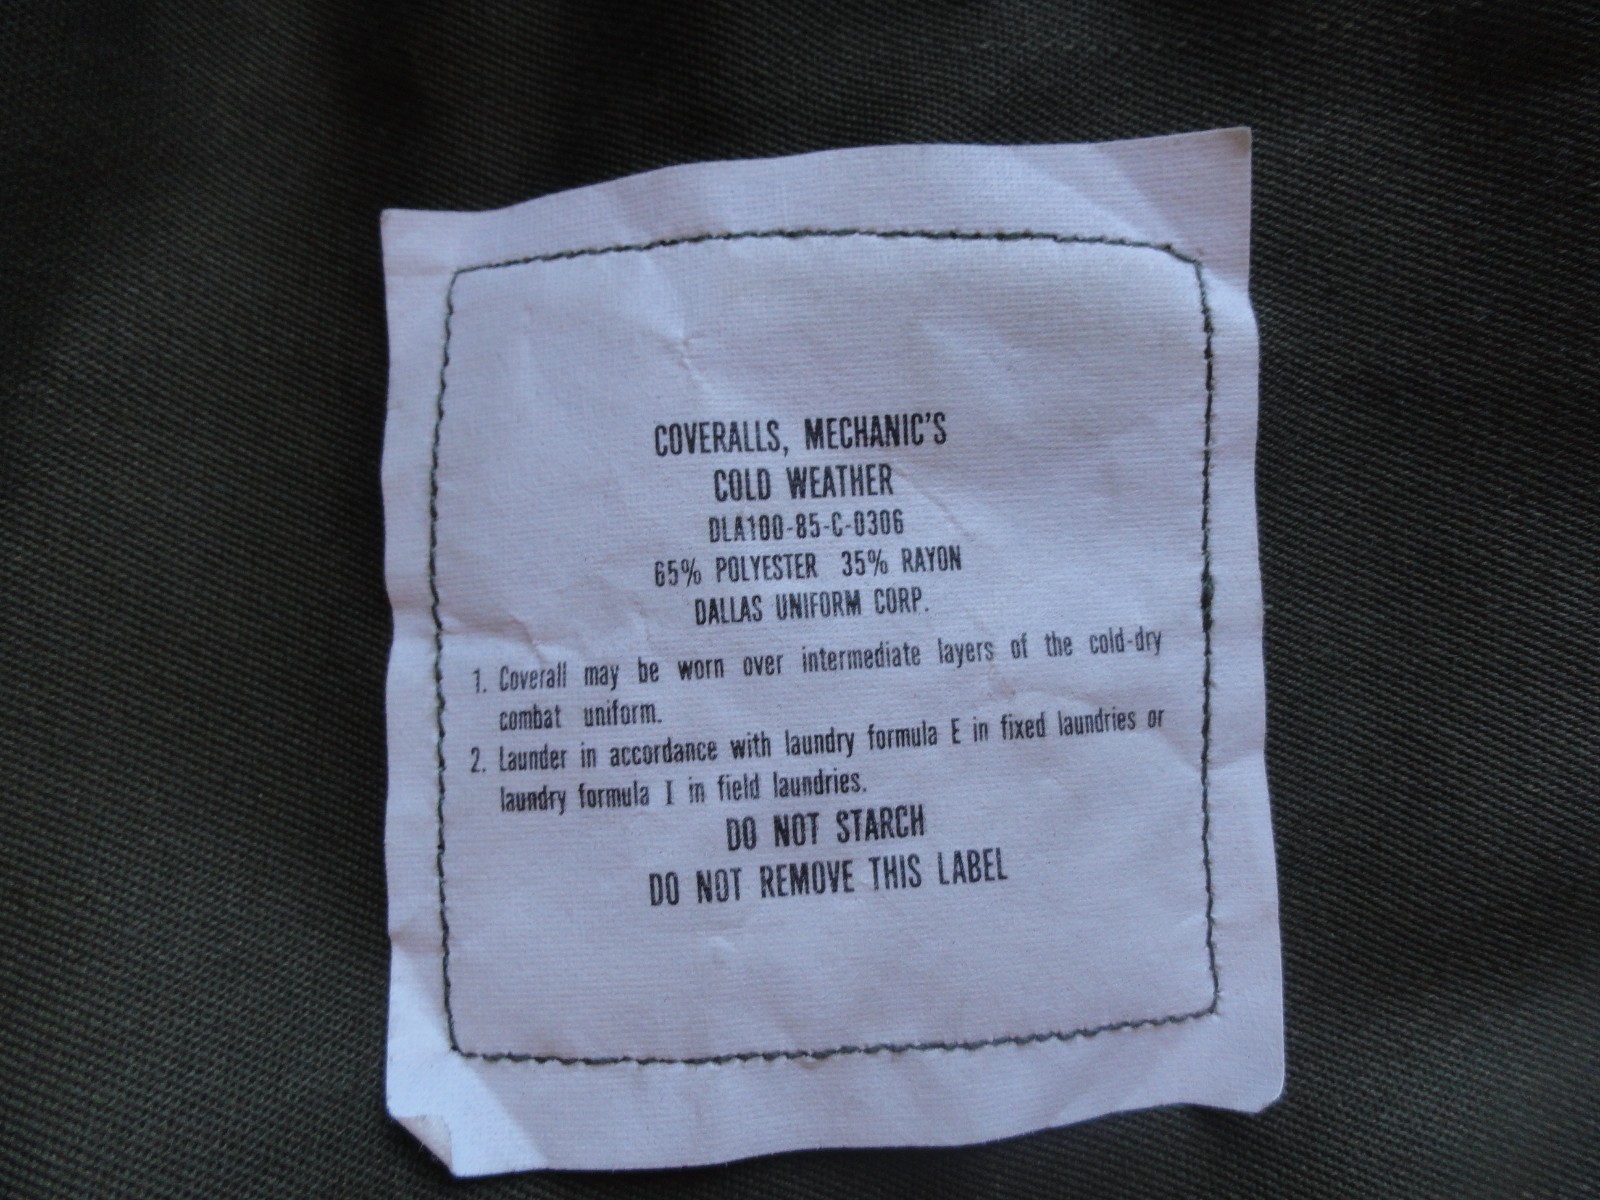 COVERALLS, MECHANIC'S
COLD WEATHER
DLA100-85-C-0306
65% POLYESTER 35% RAYON
DALLAS UNIFORM CORP.
1. Coverall may be worn over intermediate layers of the cold-dry
combat uniform.
2. Launder in accordance with laundry formula E in fixed laundries or
laundry formula I in field laundries.
DO NOT STARCH
DO NOT REMOVE THIS LABEL